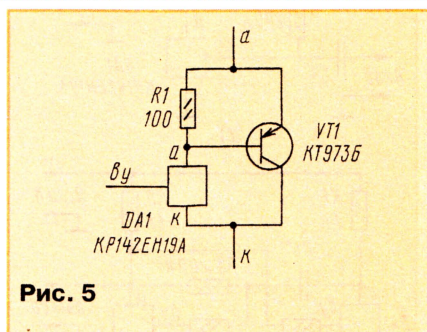 а
R1
100
VT1
КТ973Б
а
Ву
к
DA1
КР142ЕН19А
к
Рис. 5